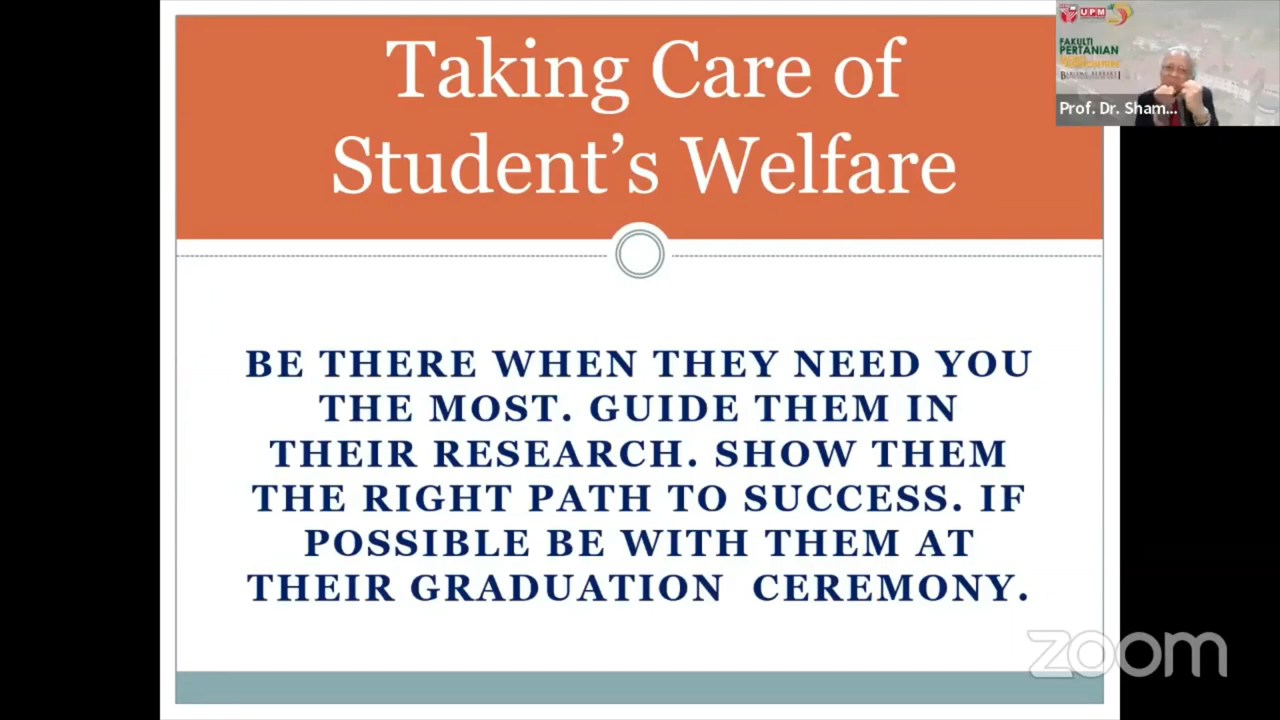 Taking Care of
Student’s Welfare
BE THERE WHEN THEY NEED YOU
THE MOST. GUIDE THEM IN
THEIR RESEARCH. SHOW THEM
THE RIGHT PATH TO SUCCESS. IF
POSSIBLE BE WITH THEM AT
THEIR GRADUATION CEREMONY.
UPM
FAKULTI
PERTANIAN
Prof. Dr. Sham...
zoom